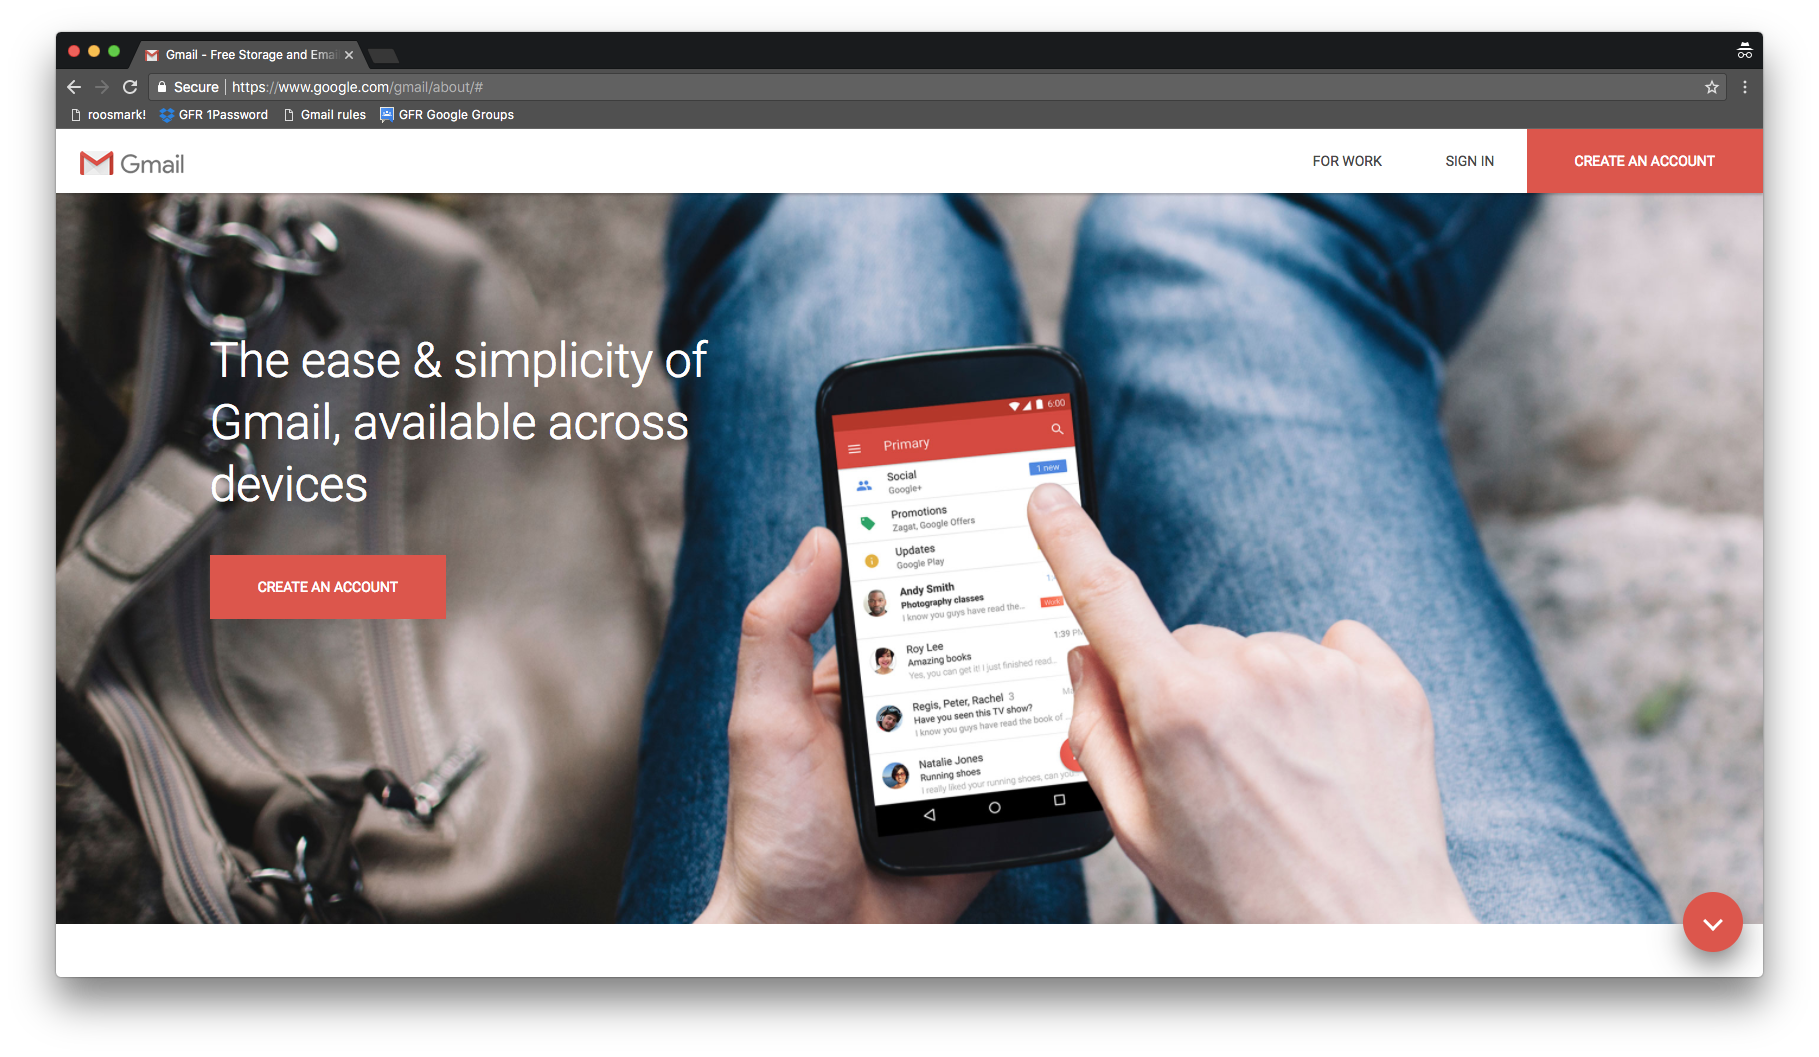 Gmail - Free Storage and Emai
Secure https://www.google.com/gmail/about/#
roosmark! GFR 1Password Gmail rules GFR Google Groups
Gmail FOR WORK SIGN IN CREATE AN ACCOUNT
The ease & simplicity of
Gmail, available across
devices
CREATE AN ACCOUNT
6:00
Primary
Social 1 new
Google+
Promotions
Zagat, Google Offers
Updates
Google Play
Andy Smith
Photography classes Work
I know you guys have read the...
Roy Lee 1:39 PM
Amazing books
Yes, you can get it! I just finished read...
Regis, Peter, Rachel 3
Have you seen this TV show?
I know you guys have read the book of ...
Natalie Jones
Running shoes
I really liked your running shoes, can you